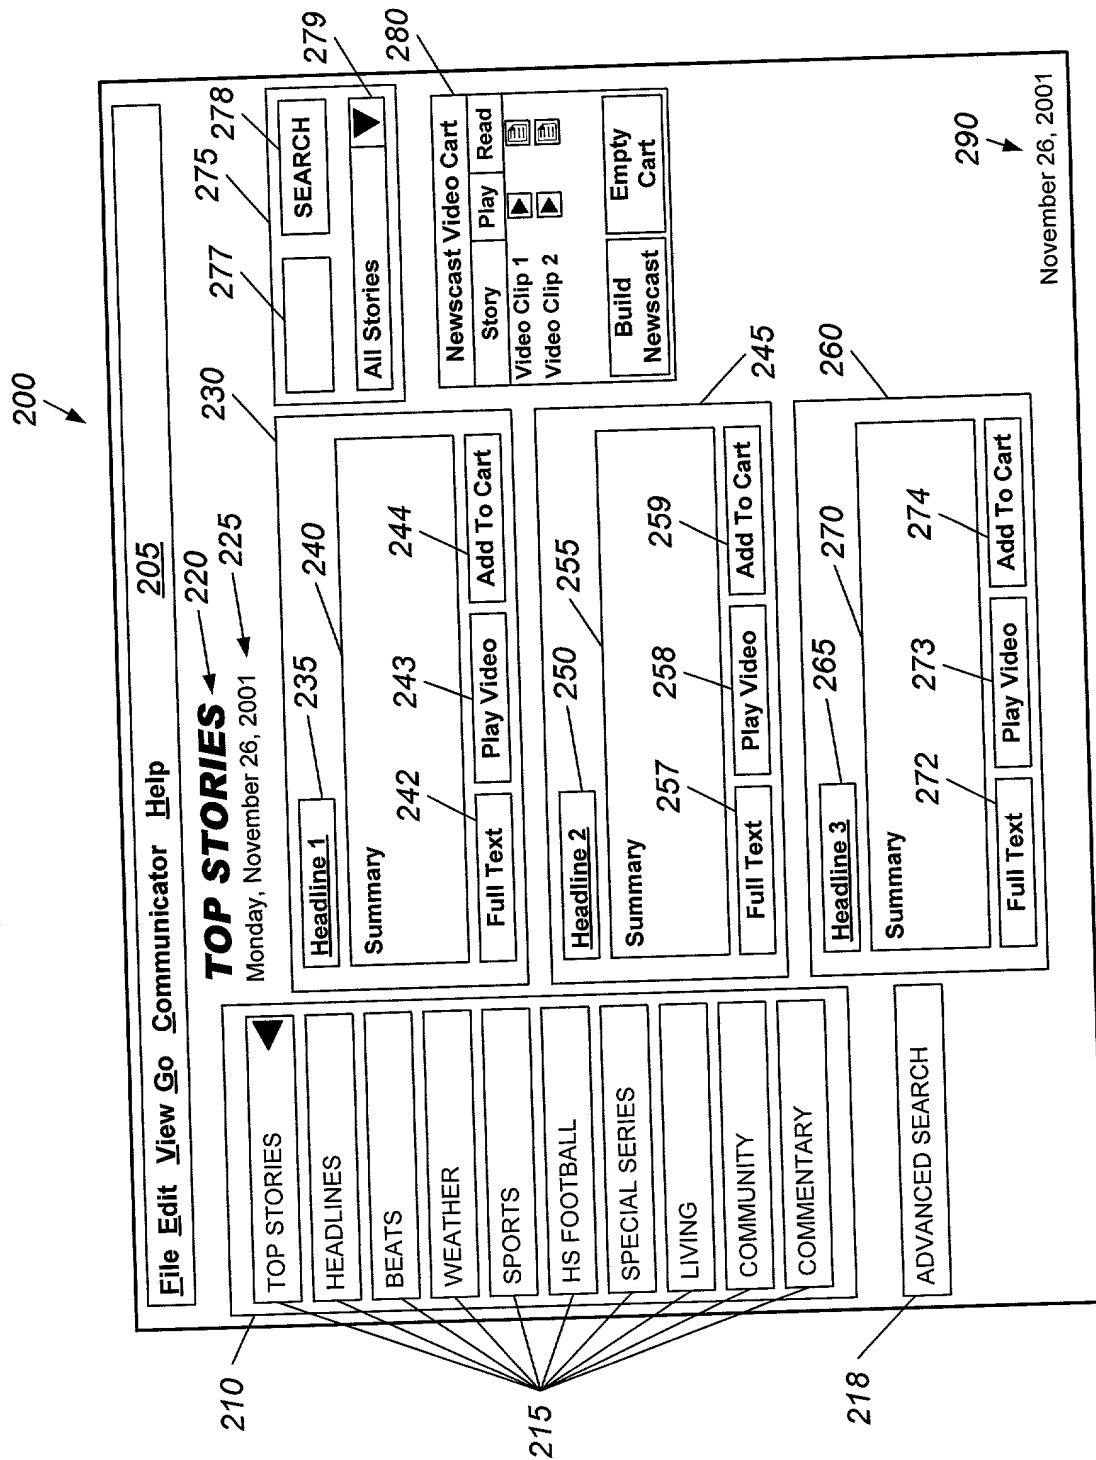 200
File Edit View Go Communicator Help 205
210
TOP STORIES
HEADLINES
BEATS
WEATHER
SPORTS
HS FOOTBALL
SPECIAL SERIES
LIVING
COMMUNITY
COMMENTARY
215
ADVANCED SEARCH
218
TOP STORIES 220
Monday, November 26, 2001 225
230
Headline 1 235
240
Summary
242 243 244
Full Text Play Video Add To Cart
245
Headline 2 250
255
Summary
257 258 259
Full Text Play Video Add To Cart
260
Headline 3 265
270
Summary
272 273 274
Full Text Play Video Add To Cart
277 275 278
SEARCH
All Stories
279
280
Newscast Video Cart
Story Play Read
Video Clip 1
Video Clip 2
Build Newscast
Empty Cart
290
November 26, 2001